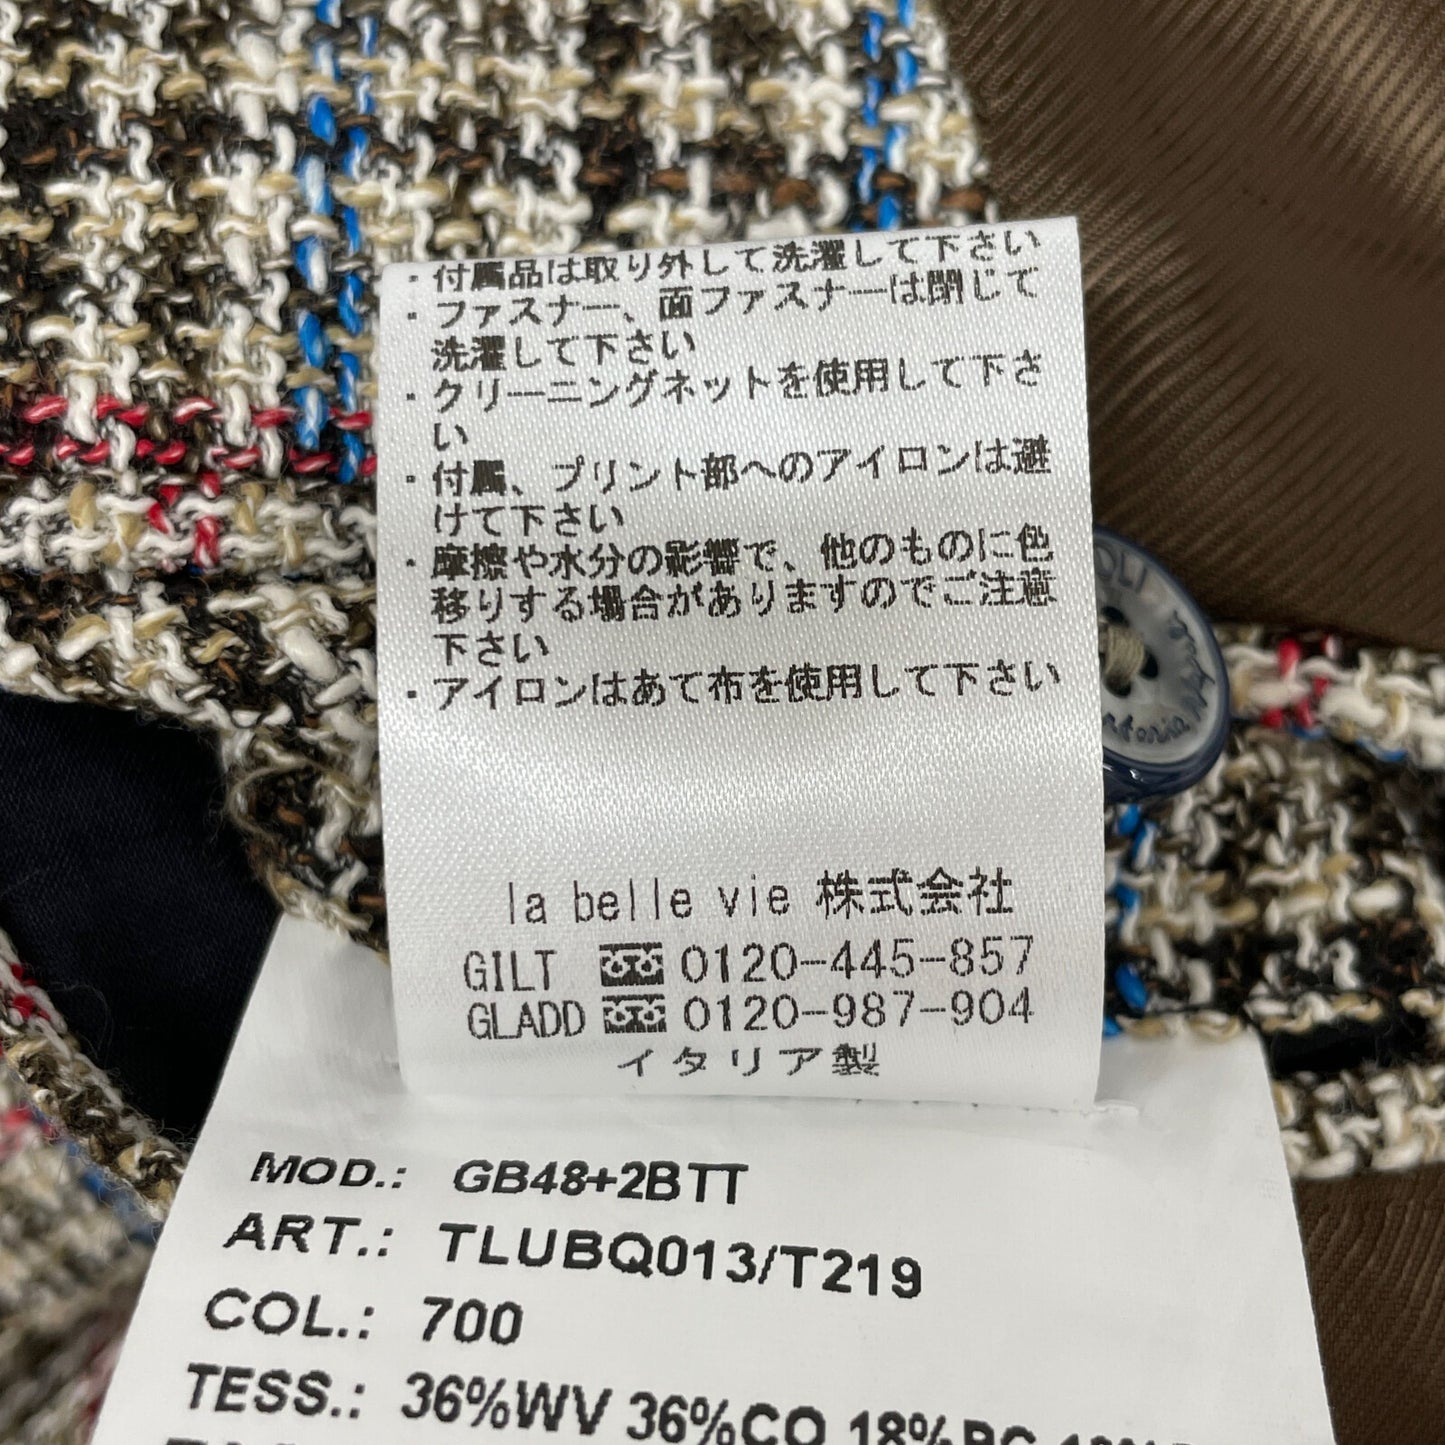 ・付属品は取り外して洗濯して下さい
・ファスナー、面ファスナーは閉じて
洗濯して下さい
・クリーニングネットを使用して下さ
い
・付属、プリント部へのアイロンは避
けて下さい
・摩擦や水分の影響で、他のものに色
移りする場合がありますのでご注意
下さい
・アイロンはあて布を使用して下さい
la belle vie 株式会社
GILT 0120-445-857
GLADD 0120-987-904
イタリア製
MOD.: GB48+2BTT
ART.: TLUBQ013/T219
COL.: 700
TESS.: 36%WV 36%CO 18%PC